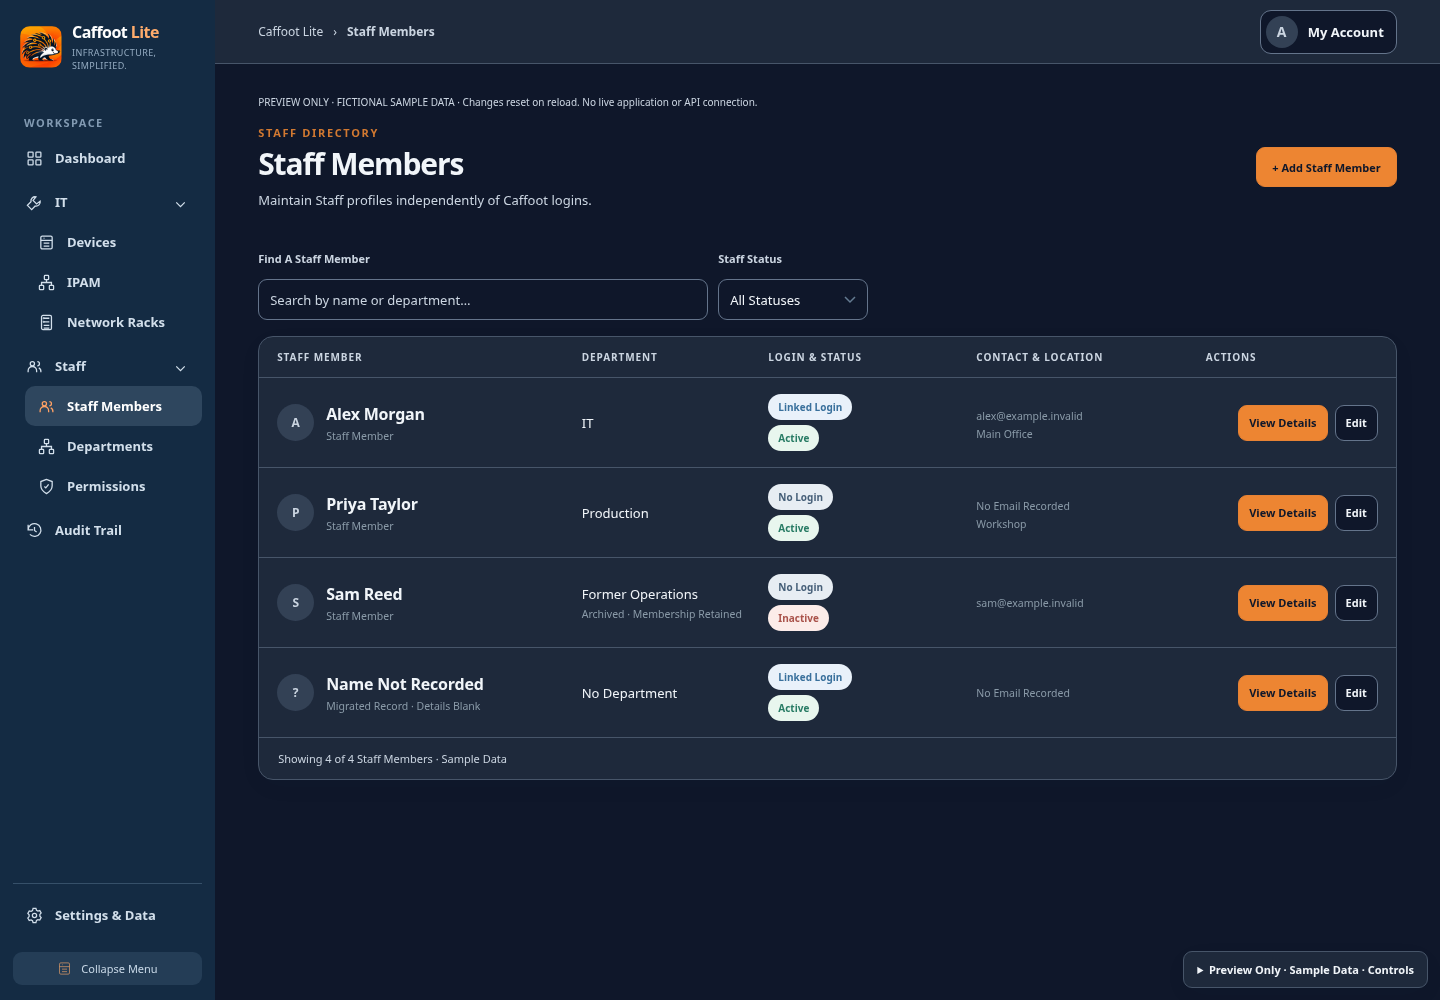 Caffoot Lite
INFRASTRUCTURE,
SIMPLIFIED.
WORKSPACE
Dashboard
IT
Devices
IPAM
Network Racks
Staff
Staff Members
Departments
Permissions
Audit Trail
Settings & Data
Collapse Menu
Caffoot Lite › Staff Members
A My Account
PREVIEW ONLY · FICTIONAL SAMPLE DATA · Changes reset on reload. No live application or API connection.
STAFF DIRECTORY
Staff Members
+ Add Staff Member
Maintain Staff profiles independently of Caffoot logins.
Find A Staff Member
Staff Status
Search by name or department...
All Statuses
STAFF MEMBER DEPARTMENT LOGIN & STATUS CONTACT & LOCATION ACTIONS
A
Alex Morgan
Staff Member
IT
Linked Login
Active
alex@example.invalid
Main Office
View Details
Edit
P
Priya Taylor
Staff Member
Production
No Login
Active
No Email Recorded
Workshop
View Details
Edit
S
Sam Reed
Staff Member
Former Operations
Archived · Membership Retained
No Login
Inactive
sam@example.invalid
View Details
Edit
?
Name Not Recorded
Migrated Record · Details Blank
No Department
Linked Login
Active
No Email Recorded
View Details
Edit
Showing 4 of 4 Staff Members · Sample Data
Preview Only · Sample Data · Controls